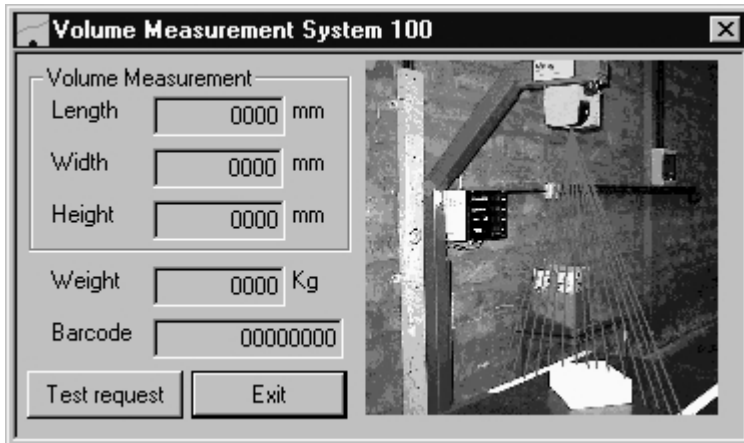 Volume Measurement System 100
Volume Measurement
Length 0000 mm
Width 0000 mm
Height 0000 mm
Weight 0000 Kg
Barcode 00000000
Test request Exit